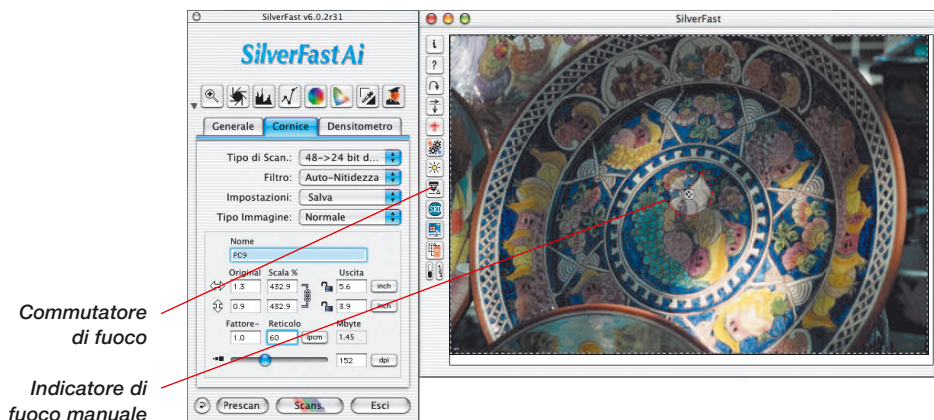 SilverFast v6.0.2r31
SilverFast
SilverFast Ai
Generale Cornice Densitometro
Tipo di Scan.: 48->24 bit d...
Filtro: Auto-Nitidezza
Impostazioni: Salva
Tipo Immagine: Normale
Nome
PC9
Original Scala % Uscita
1.3 432.9 5.6 inch
0.9 432.9 3.9 inch
Fattore- Reticolo Mbyte
1.0 60 lpcm 1.45
152 dpi
Prescan Scans. Esci
i
?
A
SRD
Commutatore
di fuoco
Indicatore di
fuoco manuale